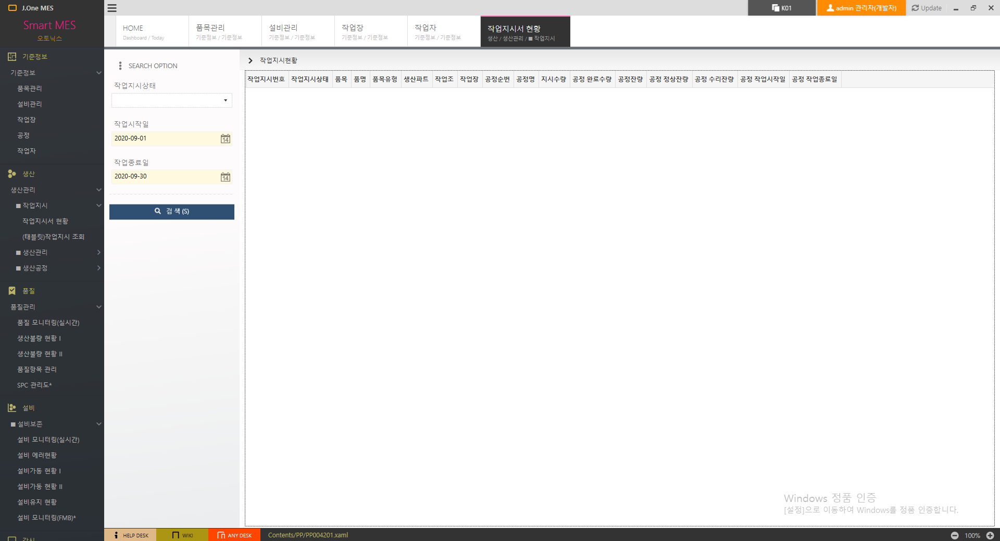 J.One MES
K01
admin 관리자(개발자)
Update
Smart MES
오토닉스
HOME
Dashboard / Today
품목관리
기준정보 / 기준정보
설비관리
기준정보 / 기준정보
작업장
기준정보 / 기준정보
작업자
기준정보 / 기준정보
작업지시서 현황
생산 / 생산관리 / ■ 작업지시
기준정보
기준정보
품목관리
설비관리
작업장
공정
작업자
생산
생산관리
■ 작업지시
작업지시서 현황
(태블릿)작업지시 조회
■ 생산관리
■ 생산공정
품질
품질관리
품질 모니터링(실시간)
생산불량 현황 I
생산불량 현황 II
품질항목 관리
SPC 관리도*
설비
■ 설비보존
설비 모니터링(실시간)
설비 에러현황
설비가동 현황 I
설비가동 현황 II
설비유지 현황
설비 모니터링(FMB)*
SEARCH OPTION
작업지시상태
작업시작일
2020-09-01
14
작업종료일
2020-09-30
14
검 색 (S)
작업지시현황
작업지시번호 작업지시상태 품목 품명 품목유형 생산파트 작업조 작업장 공정순번 공정명 지시수량 공정 완료수량 공정잔량 공정 정상잔량 공정 수리잔량 공정 작업시작일 공정 작업종료일
Windows 정품 인증
[설정]으로 이동하여 Windows를 정품 인증합니다.
HELP DESK
WIKI
ANY DESK
Contents/PP/PP004201.xaml
100%